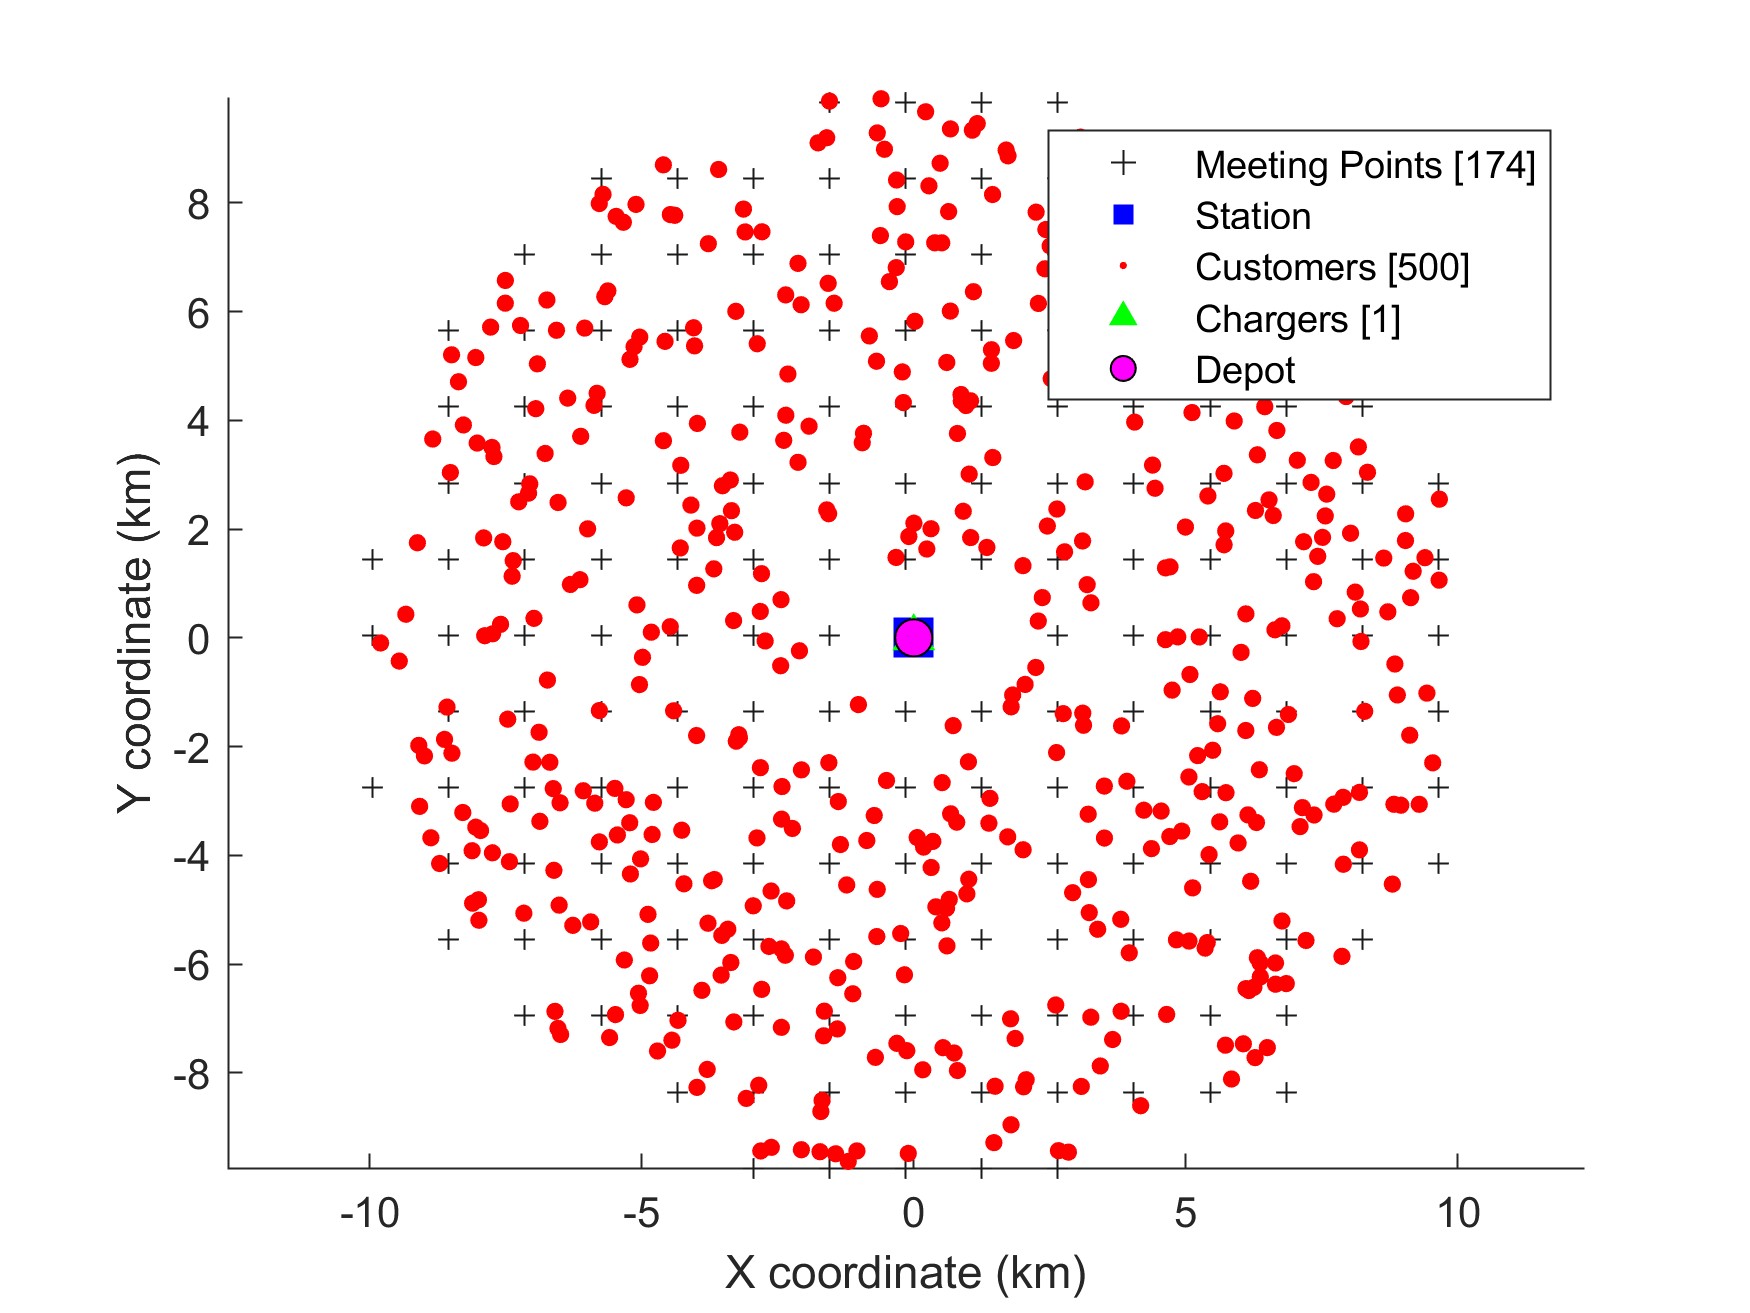 Meeting Points [174]
Station
Customers [500]
Chargers [1]
Depot
8
6
4
2
0
-2
-4
-6
-8
Y coordinate (km)
-10 -5 0 5 10
X coordinate (km)